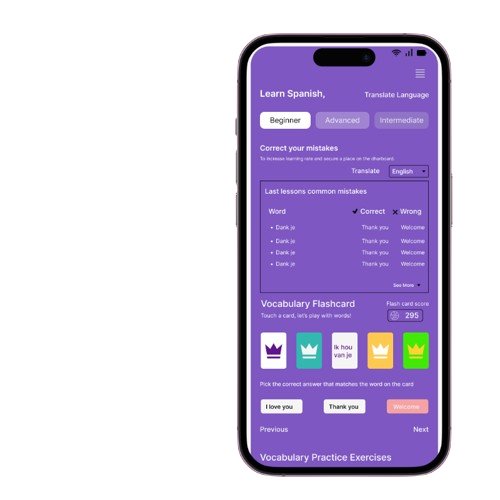 Learn Spanish,
Translate Language
Beginner
Advanced
Intermediate
Correct your mistakes
To increase learning rate and secure a place on the
Translate
English
Last lessons common mistakes
Word
Correct
Wrong
Dank je
Thank you
Welcome
Dank je
Thank you
Welcome
Dank je
Thank you
Welcome
Dank je
Thank you
Welcome
See More
Vocabulary Flashcard
Flash card score
Touch a card, let's play with words!
295
Ik hou
van je
Pick the correct answer that matches the word on the card
I love you
Thank you
Welcome
Previous
Next
Vocabulary Practice Exercises